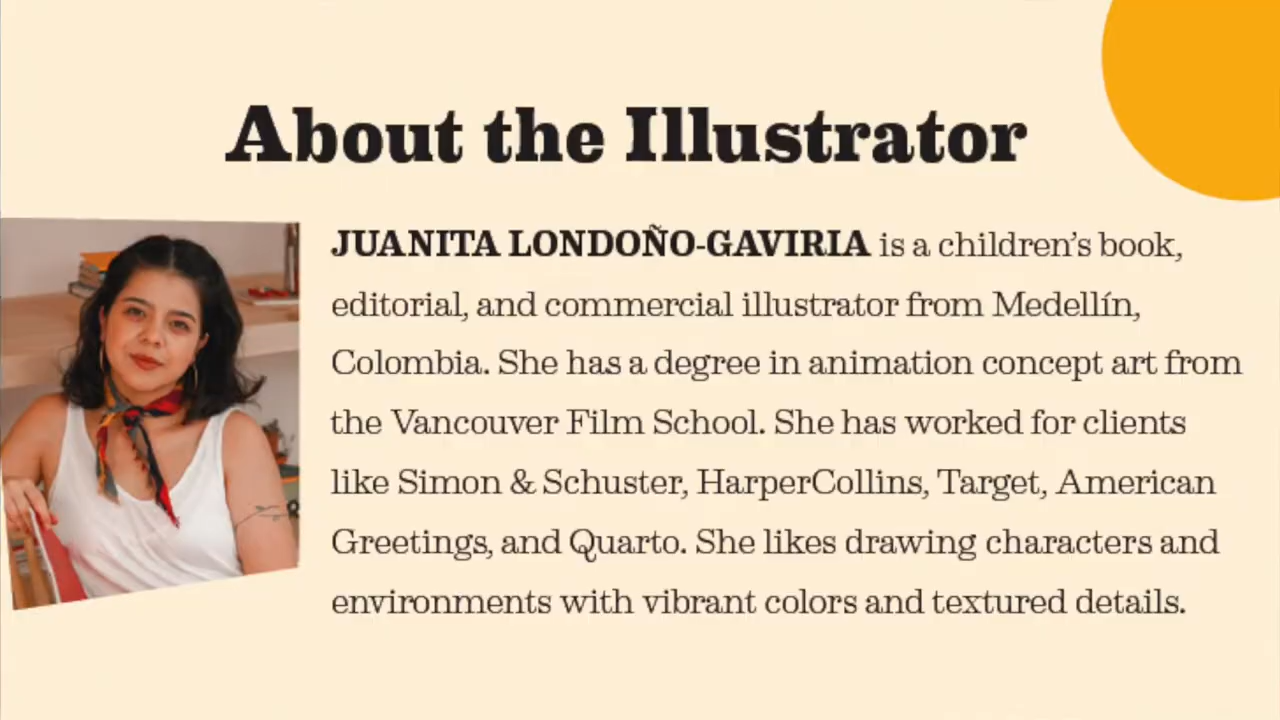 About the Illustrator
JUANITA LONDOÑO-GAVIRIA is a children’s book,
editorial, and commercial illustrator from Medellín,
Colombia. She has a degree in animation concept art from
the Vancouver Film School. She has worked for clients
like Simon & Schuster, HarperCollins, Target, American
Greetings, and Quarto. She likes drawing characters and
environments with vibrant colors and textured details.